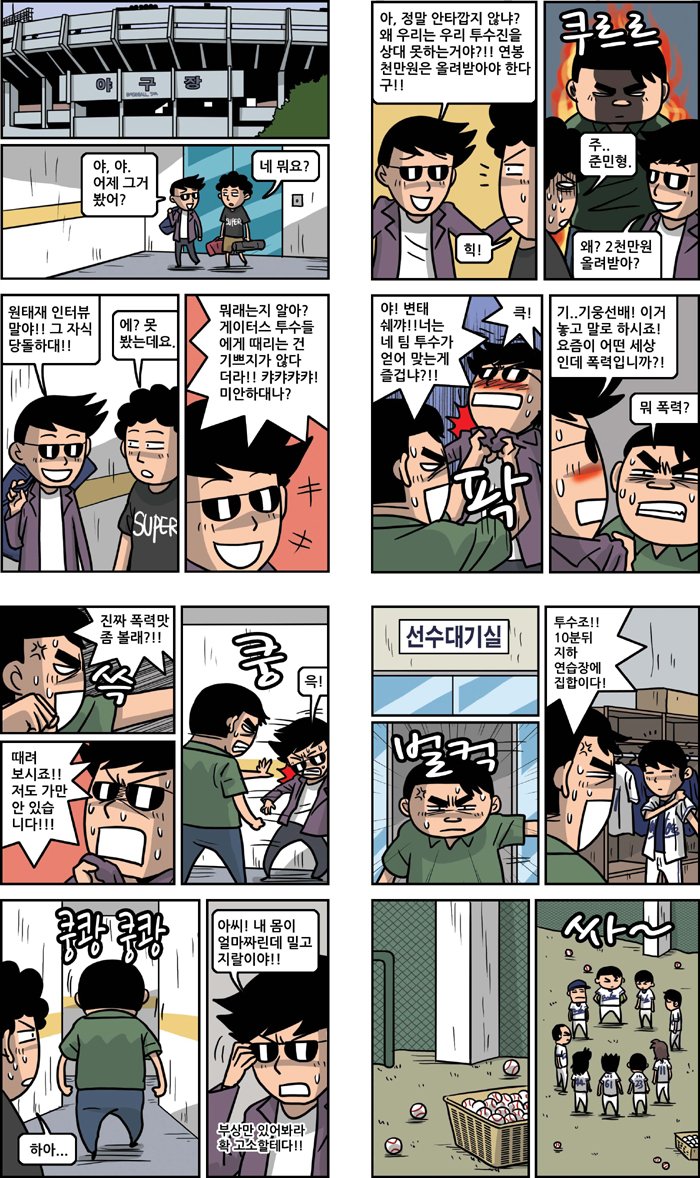 야 구 장
야, 야.
어제 그거
봤어?
네 뭐요?
원태재 인터뷰
말야!! 그 자식
당돌하대!!
에? 못
봤는데요.
SUPER
뭐래는지 알아?
게이터스 투수들
에게 때리는 건
기쁘지가 않다
더라!! 캬캬캬캬!
미안하대나?
아, 정말 안타깝지 않냐?
왜 우리는 우리 투수진을
상대 못하는거야?!! 연봉
천만원은 올려받아야 한다
구!!
힉!
쿠르르
주..
준민형.
왜? 2천만원
올려받아?
야! 변태
쉐꺄!!너는
네 팀 투수가
얻어 맞는게
즐겁냐?!!
큭!
팍
기..기웅선배! 이거
놓고 말로 하시죠!
요즘이 어떤 세상
인데 폭력입니까?!
뭐 폭력?
진짜 폭력맛
좀 볼래?!!
쓱
때려
보시죠!!
저도 가만
안 있습
니다!!!
쿵
윽!
쿵쾅 쿵쾅
하아...
아씨! 내 몸이
얼마짜린데 밀고
지랄이야!!
부상만 있어봐라
확 고소할테다!!
선수대기실
벌컥
투수조!!
10분뒤
지하
연습장에
집합이다!
싸~
61
23
11